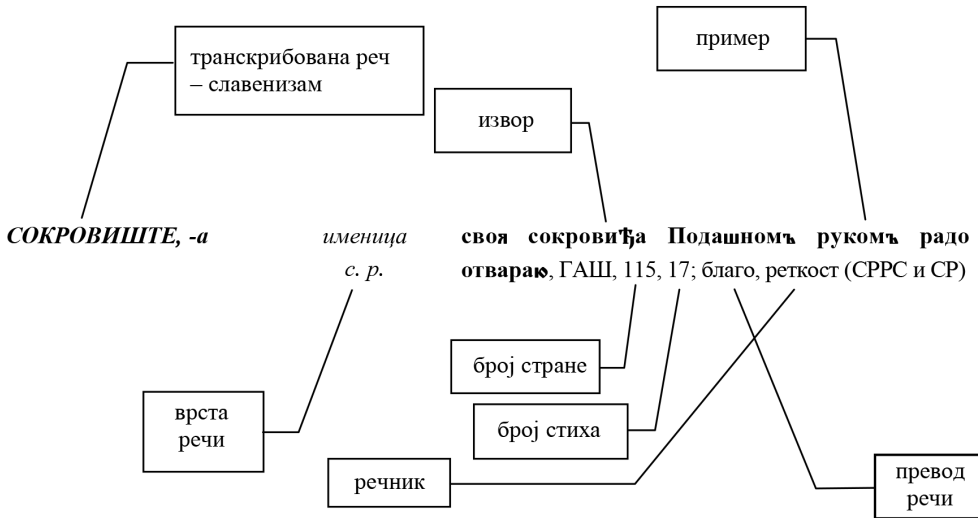 транскрибована реч
– славенизам
пример
извор
СОКРОВИШТЕ, -а именица своя сокровиђа Подашномъ рукомъ радо
с. р. отвараю, ГАШ, 115, 17; благо, реткост (СРРС и СР)
број стране
врста
речи
број стиха
речник
превод
речи